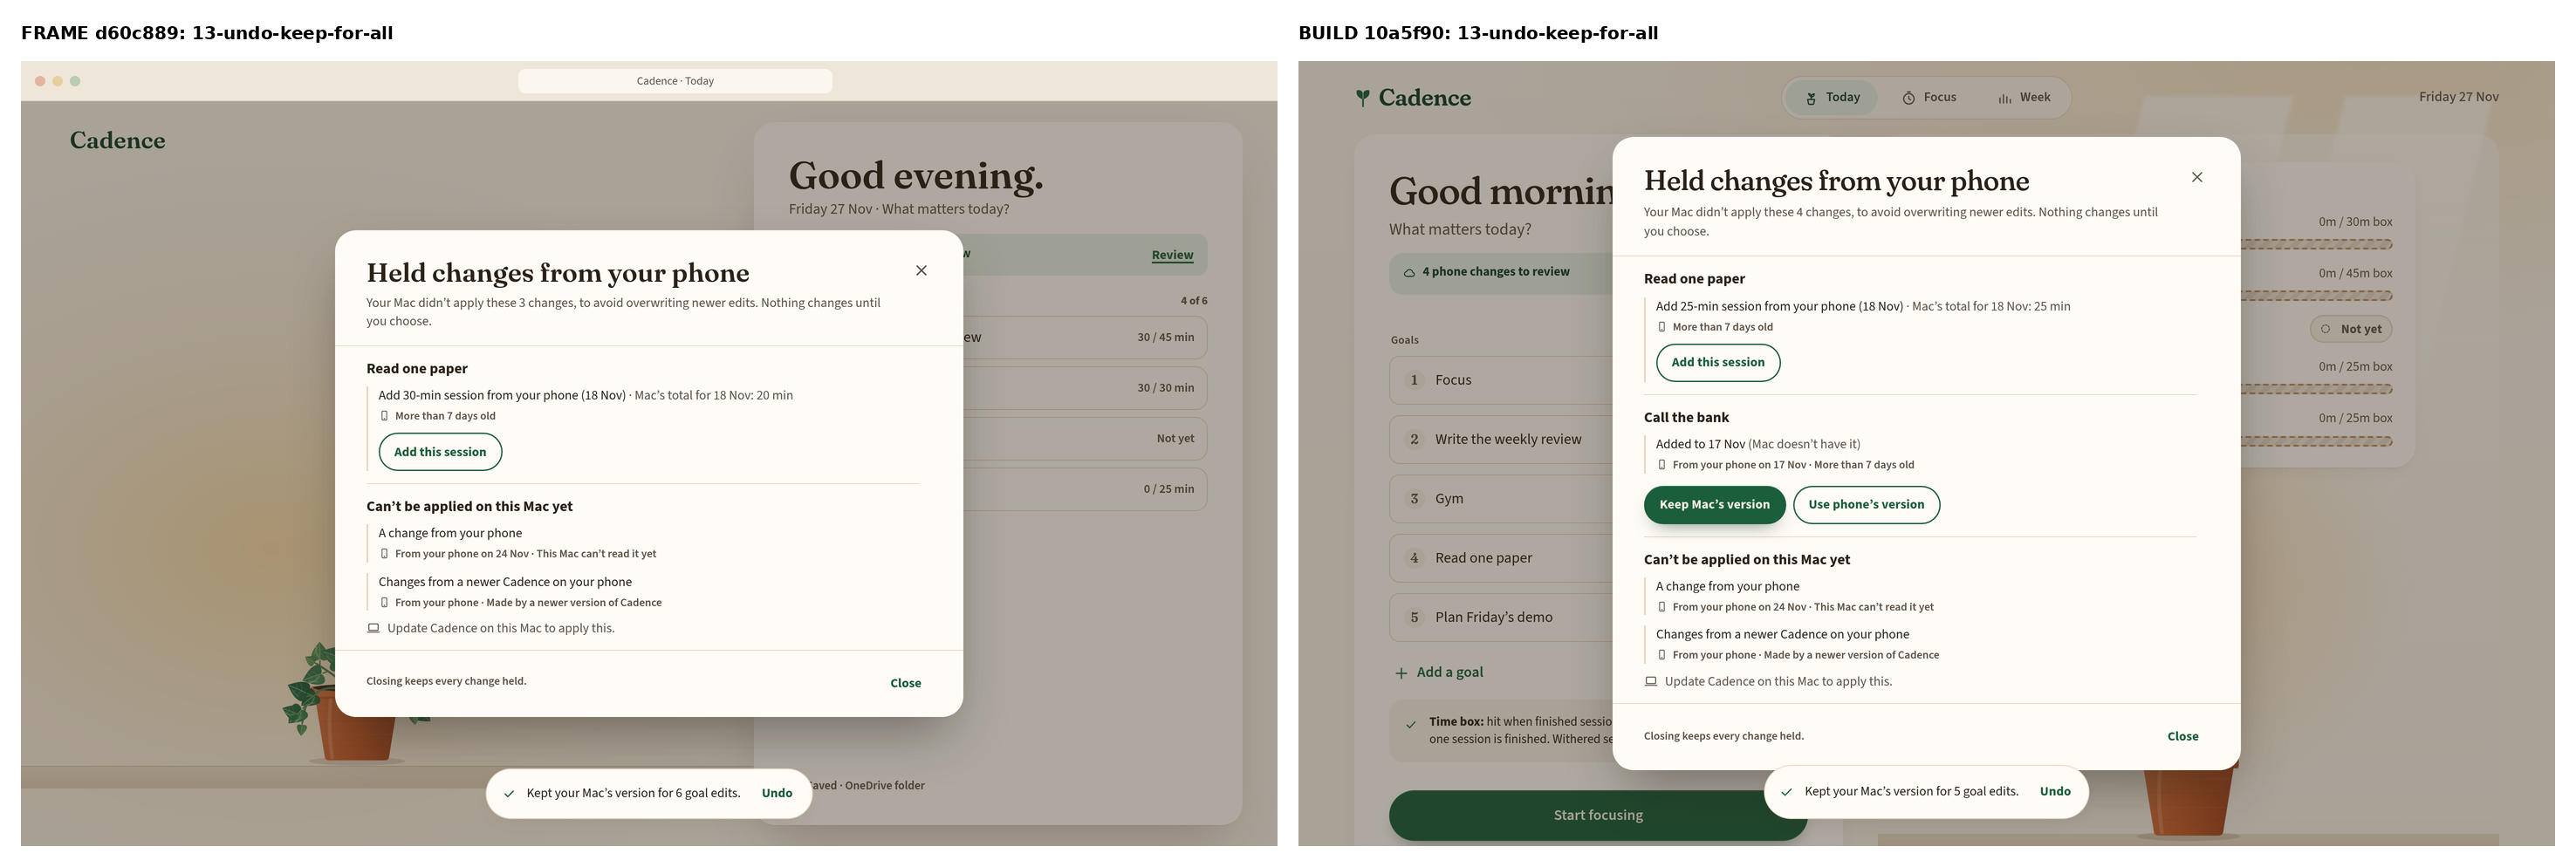 FRAME d60c889: 13-undo-keep-for-all
Cadence · Today
Cadence
Good evening.
Friday 27 Nov · What matters today?
Review
4 of 6
30 / 45 min
30 / 30 min
Not yet
0 / 25 min
Held changes from your phone
Your Mac didn’t apply these 3 changes, to avoid overwriting newer edits. Nothing changes until
you choose.
Read one paper
Add 30-min session from your phone (18 Nov) · Mac’s total for 18 Nov: 20 min
More than 7 days old
Add this session
Can’t be applied on this Mac yet
A change from your phone
From your phone on 24 Nov · This Mac can’t read it yet
Changes from a newer Cadence on your phone
From your phone · Made by a newer version of Cadence
Update Cadence on this Mac to apply this.
Closing keeps every change held.
Close
OneDrive folder
Kept your Mac’s version for 6 goal edits.
Undo
BUILD 10a5f90: 13-undo-keep-for-all
Cadence
Today
Focus
Week
Friday 27 Nov
Good mornin
What matters today?
4 phone changes to review
Goals
1 Focus
2 Write the weekly review
3 Gym
4 Read one paper
5 Plan Friday’s demo
Add a goal
Time box: hit when finished sessio
one session is finished. Withered se
Start focusing
0m / 30m box
0m / 45m box
Not yet
0m / 25m box
0m / 25m box
Held changes from your phone
Your Mac didn’t apply these 4 changes, to avoid overwriting newer edits. Nothing changes until
you choose.
Read one paper
Add 25-min session from your phone (18 Nov) · Mac’s total for 18 Nov: 25 min
More than 7 days old
Add this session
Call the bank
Added to 17 Nov (Mac doesn’t have it)
From your phone on 17 Nov · More than 7 days old
Keep Mac’s version
Use phone’s version
Can’t be applied on this Mac yet
A change from your phone
From your phone on 24 Nov · This Mac can’t read it yet
Changes from a newer Cadence on your phone
From your phone · Made by a newer version of Cadence
Update Cadence on this Mac to apply this.
Closing keeps every change held.
Close
Kept your Mac’s version for 5 goal edits.
Undo